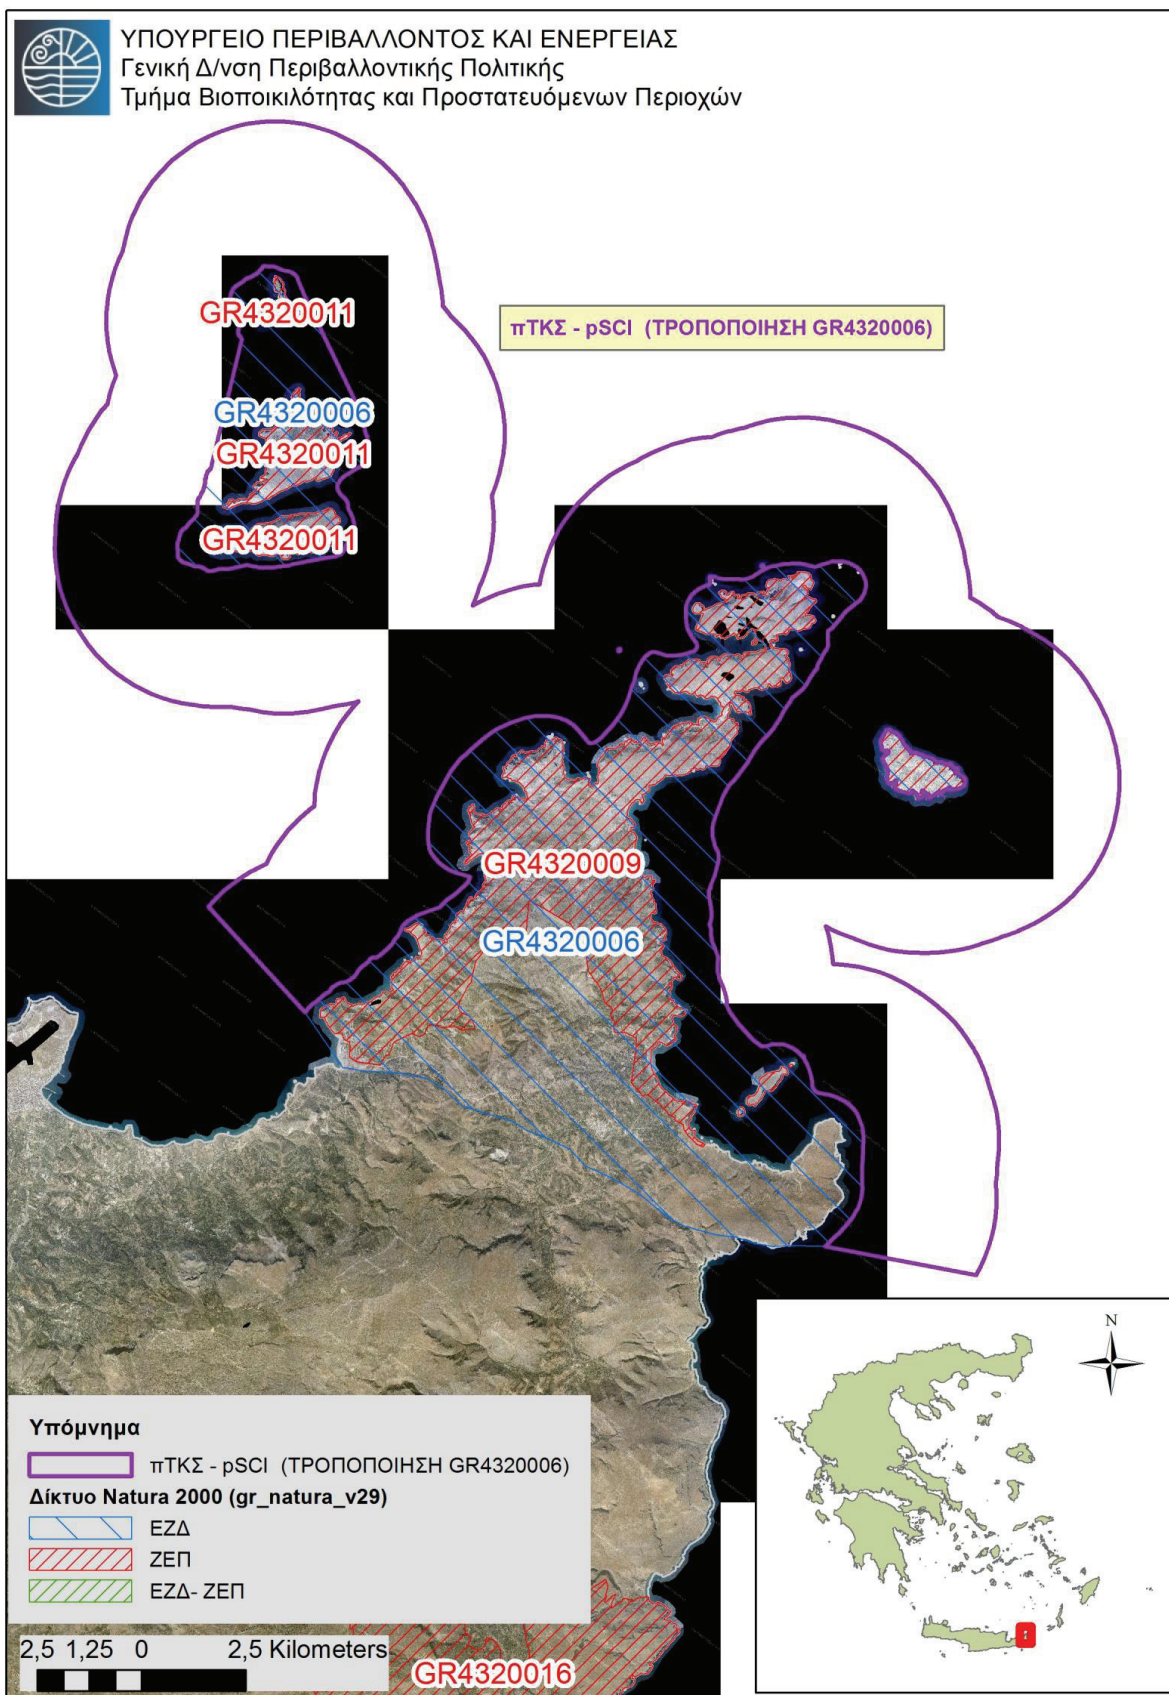 ΥΠΟΥΡΓΕΙΟ ΠΕΡΙΒΑΛΛΟΝΤΟΣ ΚΑΙ ΕΝΕΡΓΕΙΑΣ
Γενική Δ/νση Περιβαλλοντικής Πολιτικής
Τμήμα Βιοποικιλότητας και Προστατευόμενων Περιοχών
GR4320011
πΤΚΣ - pSCI (ΤΡΟΠΟΠΟΙΗΣΗ GR4320006)
GR4320006
GR4320011
GR4320011
GR4320009
GR4320006
Υπόμνημα
πΤΚΣ - pSCI (ΤΡΟΠΟΠΟΙΗΣΗ GR4320006)
Δίκτυο Natura 2000 (gr_natura_v29)
ΕΖΔ
ΖΕΠ
ΕΖΔ- ΖΕΠ
2,5 1,25 0 2,5 Kilometers
GR4320016
N